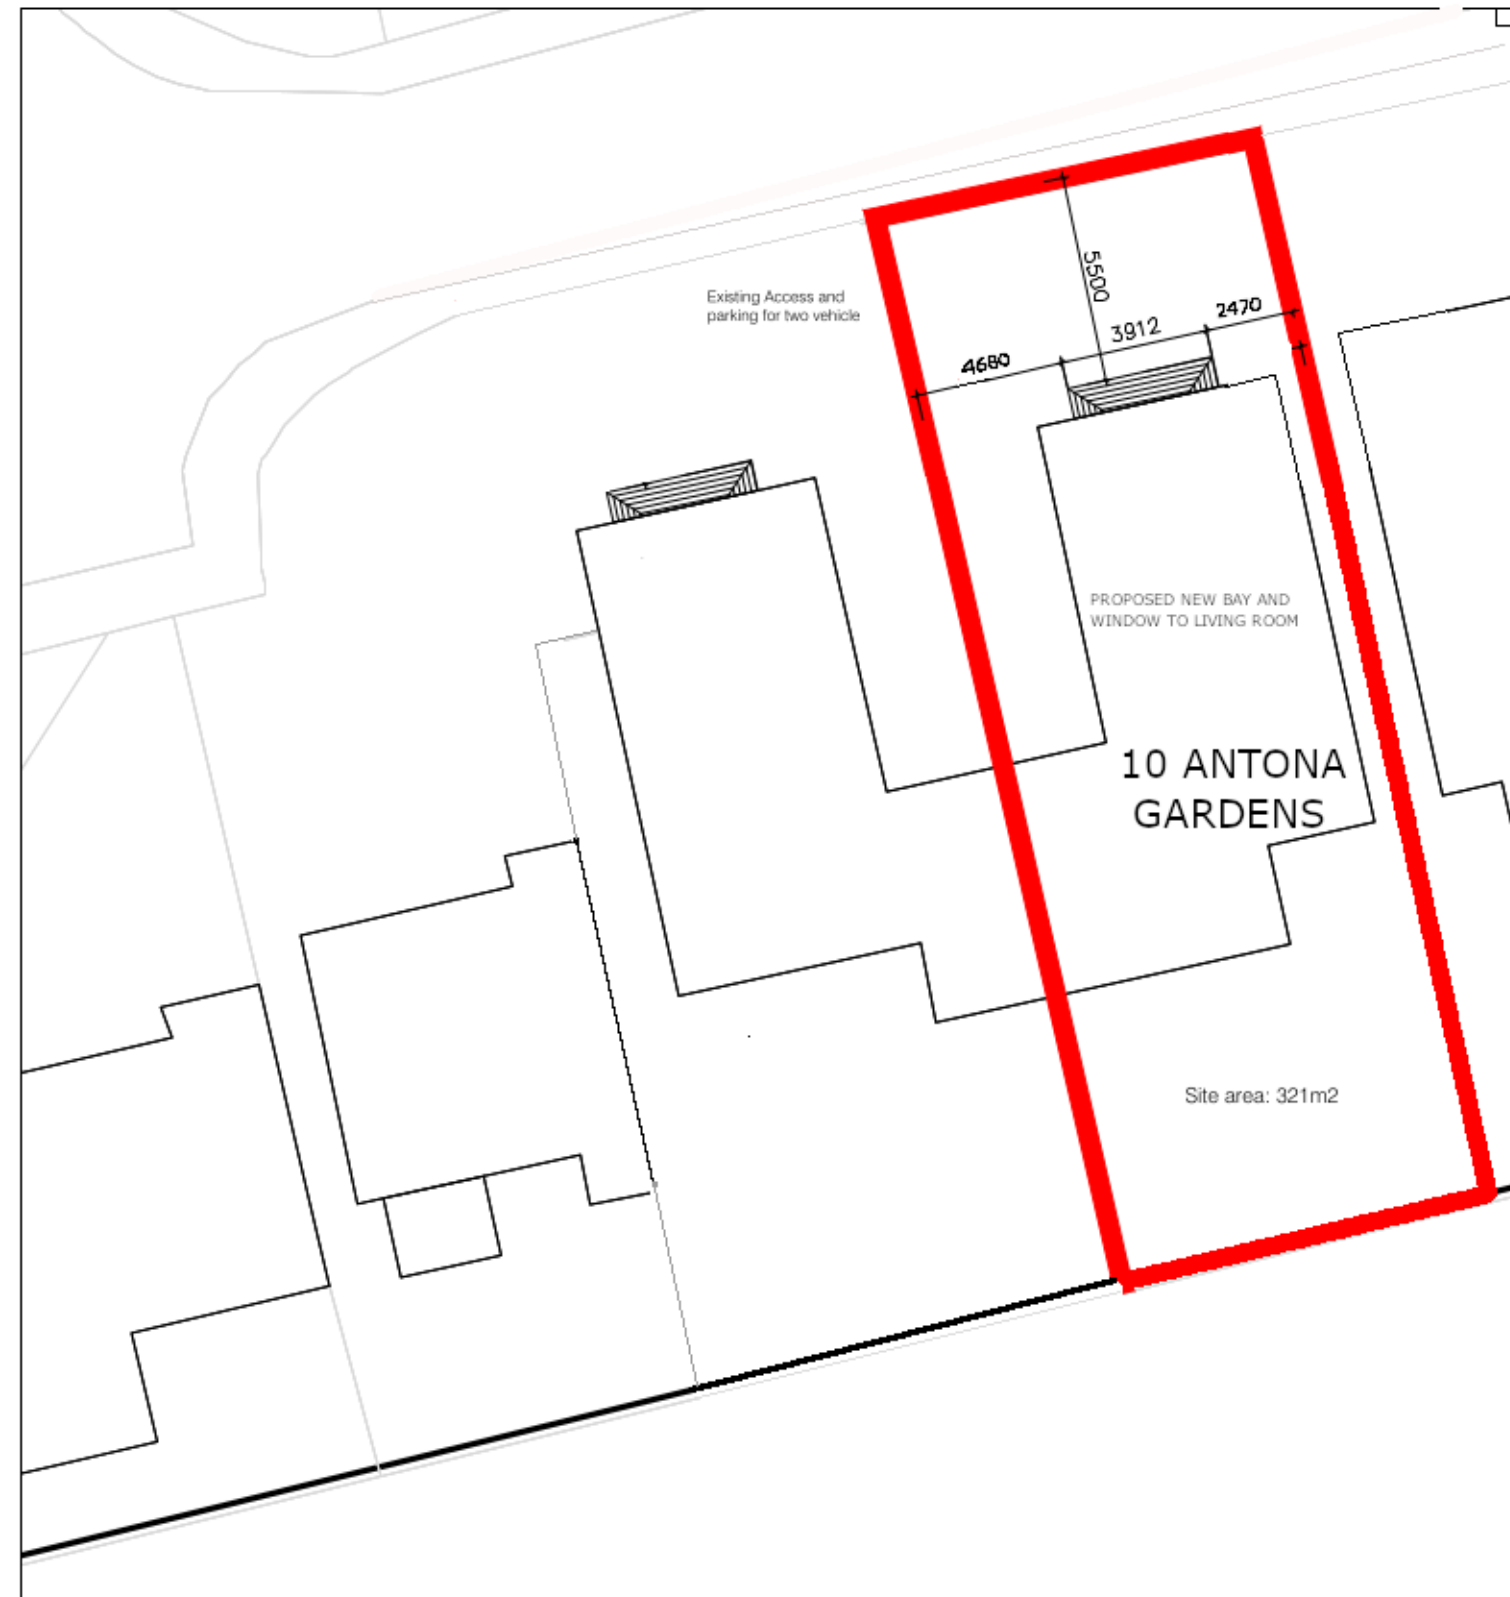 5500
Existing Access and
parking for two vehicle
2470
3912
4680
PROPOSED NEW BAY AND
WINDOW TO LIVING ROOM
10 ANTONA
GARDENS
Site area: 321m2